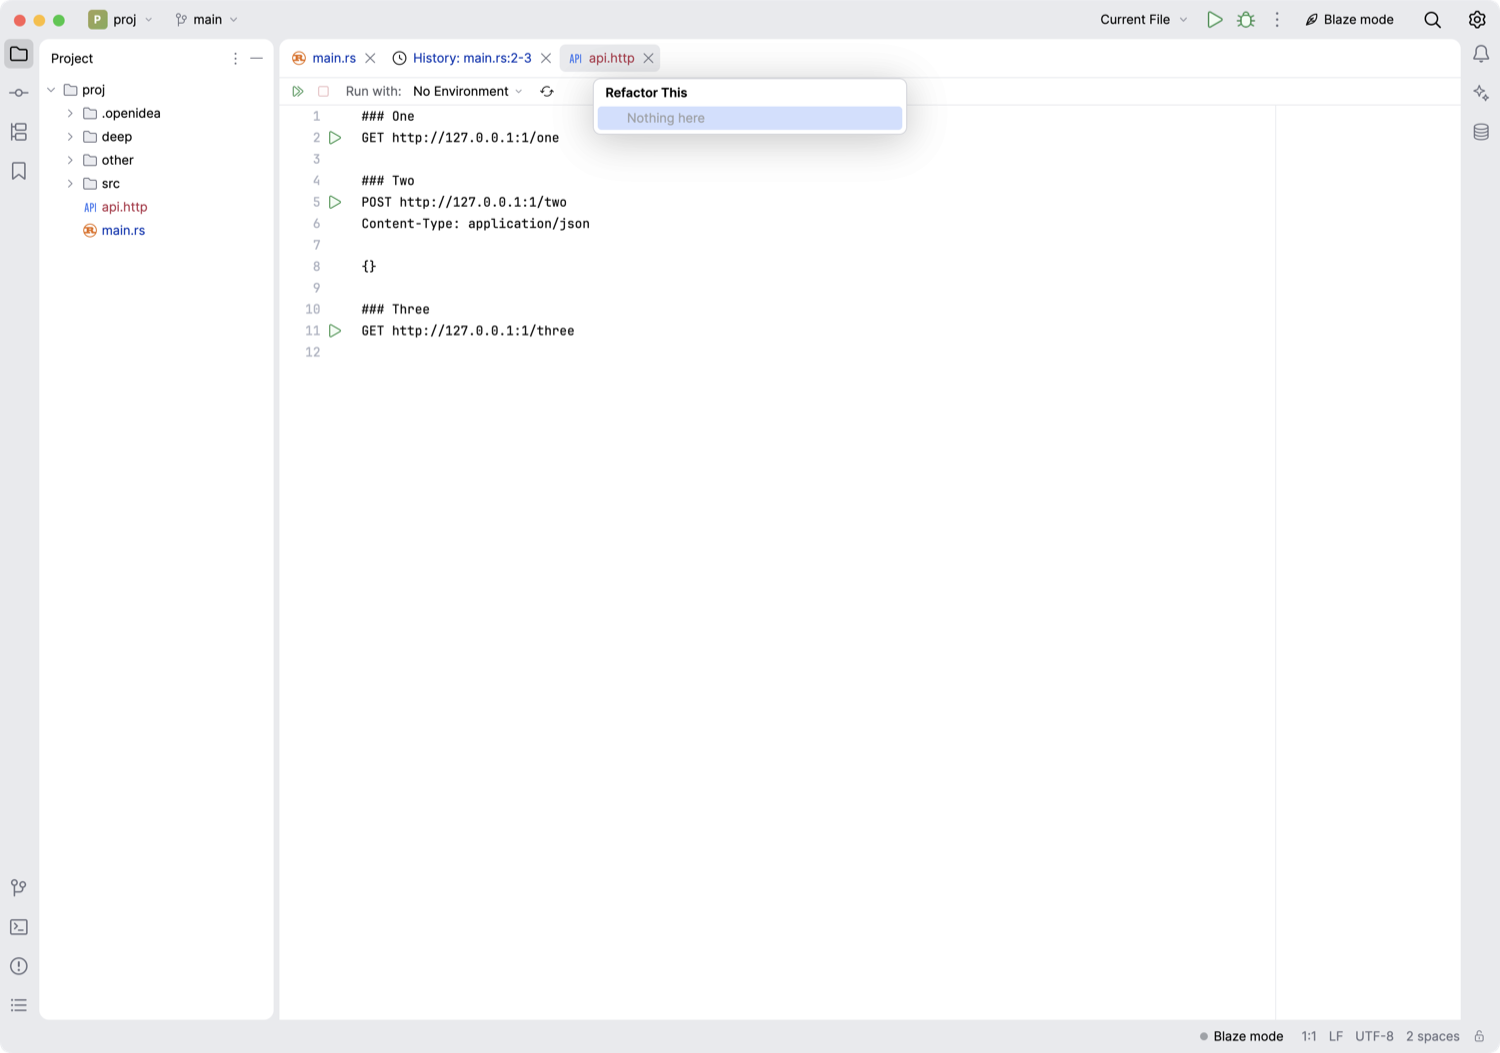 P proj main Current File Blaze mode
Project
main.rs History: main.rs:2-3 API api.http
Run with: No Environment
Refactor This
Nothing here
proj
.openidea
deep
other
src
API api.http
main.rs
1 ### One
2 GET http://127.0.0.1:1/one
3
4 ### Two
5 POST http://127.0.0.1:1/two
6 Content-Type: application/json
7
8 {}
9
10 ### Three
11 GET http://127.0.0.1:1/three
12
Blaze mode 1:1 LF UTF-8 2 spaces